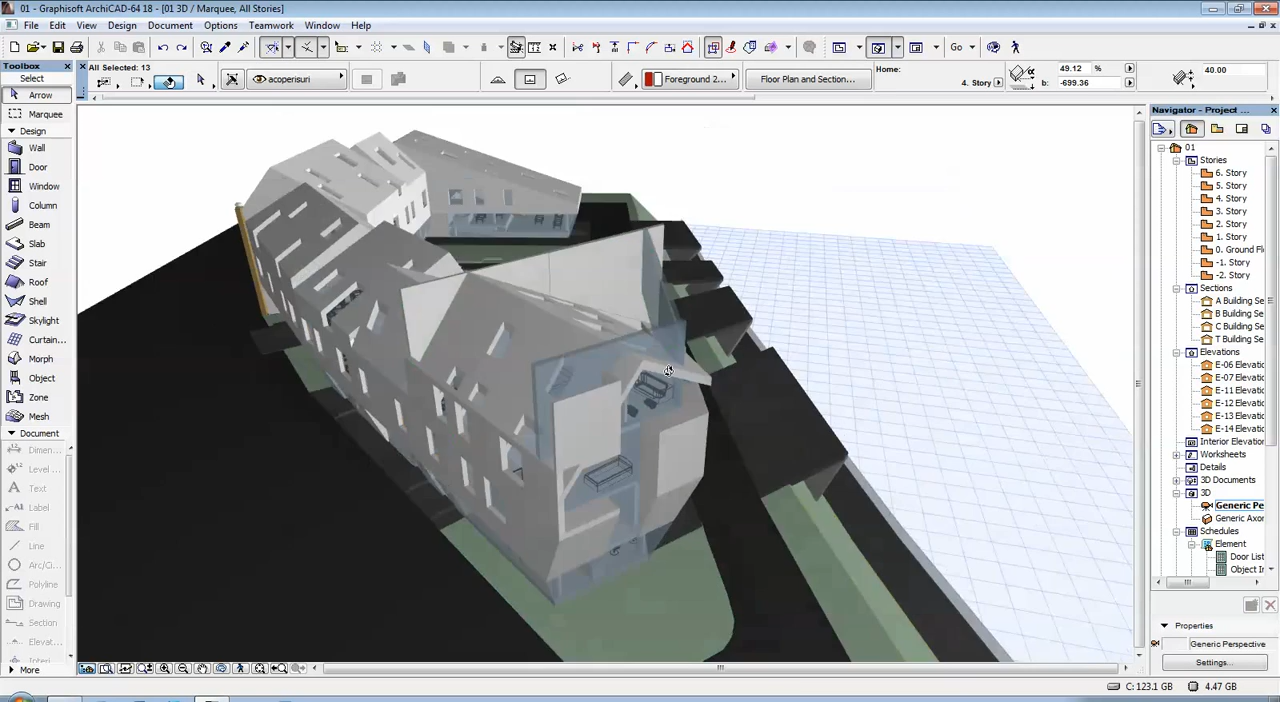 01 - Graphisoft ArchiCAD-64 18 - [01 3D / Marquee, All Stories]
File Edit View Design Document Options Teamwork Window Help
Go
Toolbox
Select
Arrow
Marquee
Design
Wall
Door
Window
Column
Beam
Slab
Stair
Roof
Shell
Skylight
Curtain...
Morph
Object
Zone
Mesh
Document
Dimen...
Level ...
Text
Label
Fill
Line
Arc/Ci...
Polyline
Drawing
Section
Elevat...
More
All Selected: 13
acoperisuri
Foreground 2...
Floor Plan and Section...
Home:
4. Story
49.12 %
b: -699.36
40.00
Navigator - Project ...
01
Stories
6. Story
5. Story
4. Story
3. Story
2. Story
1. Story
0. Ground Fl
-1. Story
-2. Story
Sections
A Building Se
B Building Se
C Building Se
T Building Se
Elevations
E-06 Elevatio
E-07 Elevatio
E-11 Elevatio
E-12 Elevatio
E-13 Elevatio
E-14 Elevatio
Interior Elevation
Worksheets
Details
3D Documents
3D
Generic Pe
Generic Axon
Schedules
Element
Door List
Object In
Properties
Generic Perspective
Settings...
C: 123.1 GB
4.47 GB